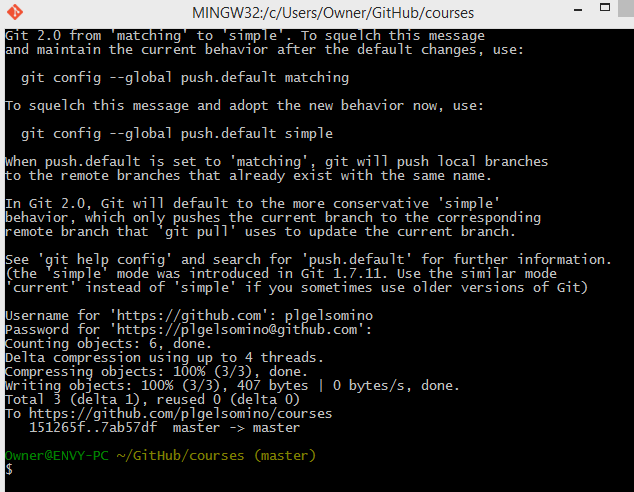 MINGW32:/c/Users/Owner/GitHub/courses
Git 2.0 from 'matching' to 'simple'. To squelch this message
and maintain the current behavior after the default changes, use:
git config --global push.default matching
To squelch this message and adopt the new behavior now, use:
git config --global push.default simple
When push.default is set to 'matching', git will push local branches
to the remote branches that already exist with the same name.
In Git 2.0, Git will default to the more conservative 'simple'
behavior, which only pushes the current branch to the corresponding
remote branch that 'git pull' uses to update the current branch.
See 'git help config' and search for 'push.default' for further information.
(the 'simple' mode was introduced in Git 1.7.11. Use the similar mode
'current' instead of 'simple' if you sometimes use older versions of Git)
Username for 'https://github.com': plgelsomino
Password for 'https://plgelsomino@github.com':
Counting objects: 6, done.
Delta compression using up to 4 threads.
Compressing objects: 100% (3/3), done.
Writing objects: 100% (3/3), 407 bytes | 0 bytes/s, done.
Total 3 (delta 1), reused 0 (delta 0)
To https://github.com/plgelsomino/courses
151265f..7ab57df  master -> master
Owner@ENVY-PC ~/GitHub/courses (master)
$